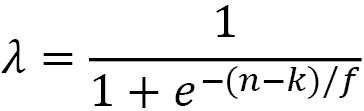 λ = 1 / (1 + e^{-(n-k)/f})